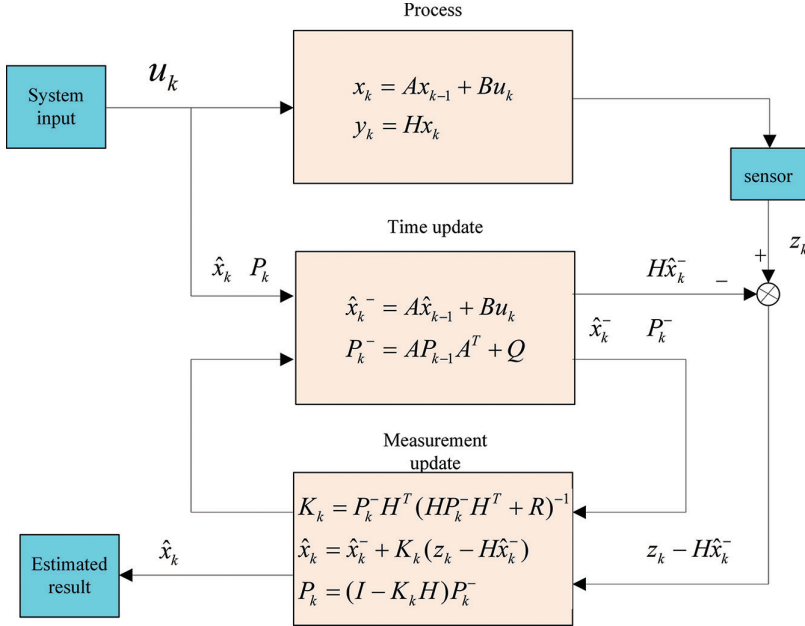 Process
System
input
u_k
x_k = Ax_{k-1} + Bu_k
y_k = Hx_k
sensor
z_k
+
−
Time update
x̂_k P_k
x̂_k^− = Ax̂_{k-1} + Bu_k
P_k^− = AP_{k-1}A^T + Q
Hx̂_k^−
x̂_k^− P_k^−
Measurement
update
K_k = P_k^−H^T(HP_k^−H^T + R)^{-1}
x̂_k = x̂_k^− + K_k(z_k − Hx̂_k^−)
P_k = (I − K_kH)P_k^−
z_k − Hx̂_k^−
x̂_k
Estimated
result